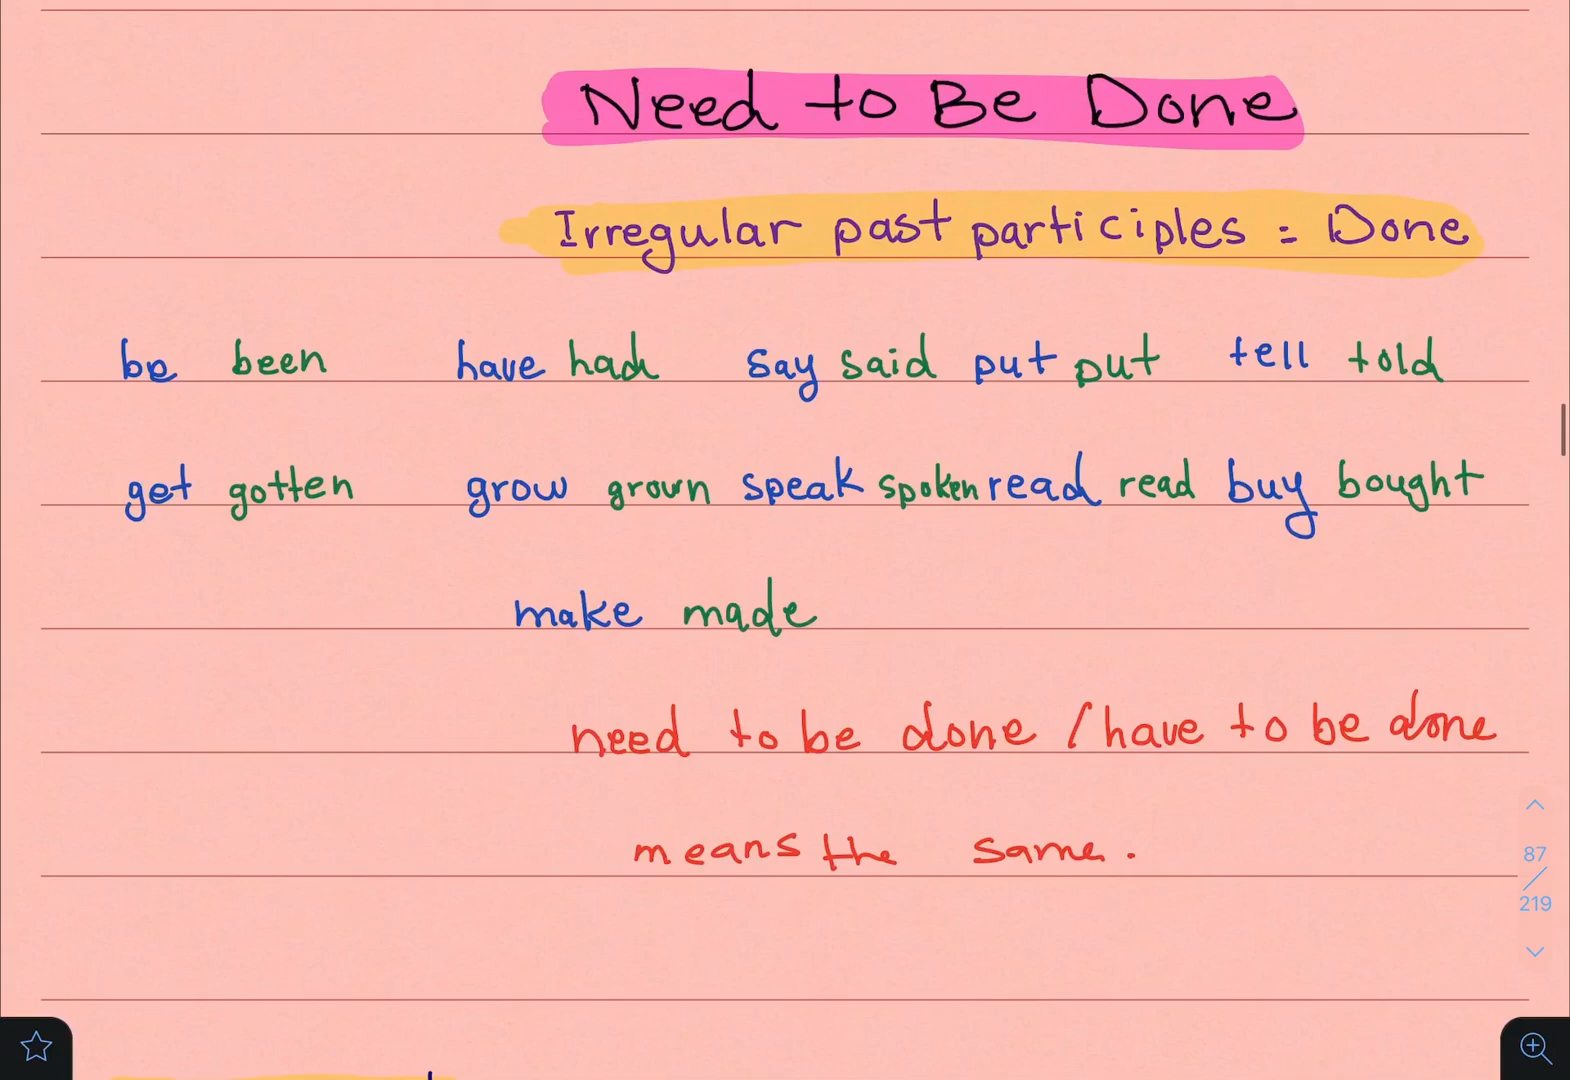 Need to Be Done
Irregular past participles = Done
be been have had say said put put tell told
get gotten grow grown speak spoken read read buy bought
make made
need to be done / have to be done
means the same.
87
/
219